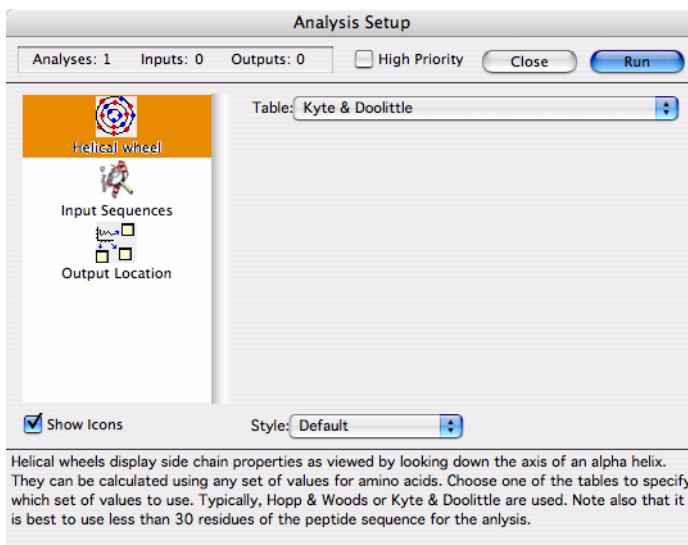 Analysis Setup
Analyses: 1 Inputs: 0 Outputs: 0 High Priority Close Run
Helical wheel
Input Sequences
Output Location
Table: Kyte & Doolittle
Show Icons
Style: Default
Helical wheels display side chain properties as viewed by looking down the axis of an alpha helix.
They can be calculated using any set of values for amino acids. Choose one of the tables to specify
which set of values to use. Typically, Hopp & Woods or Kyte & Doolittle are used. Note also that it
is best to use less than 30 residues of the peptide sequence for the anlysis.